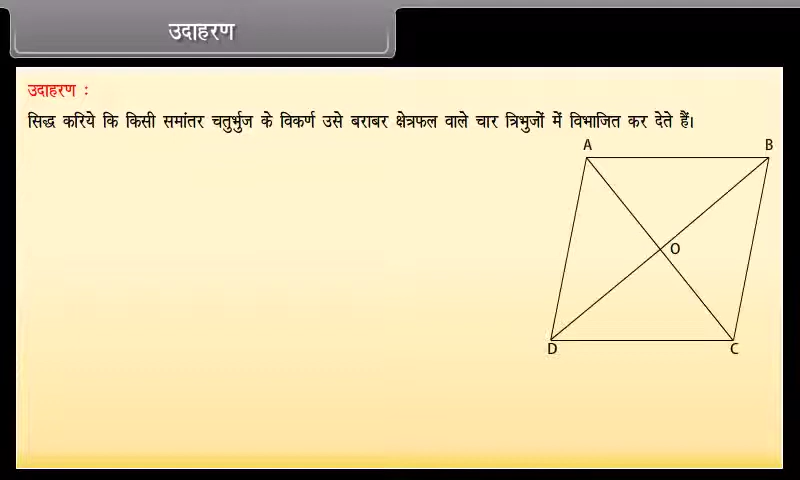 उदाहरण
उदाहरण :
सिद्ध करिये कि किसी समांतर चतुर्भुज के विकर्ण उसे बराबर क्षेत्रफल वाले चार त्रिभुजों में विभाजित कर देते हैं।
A B
O
D C